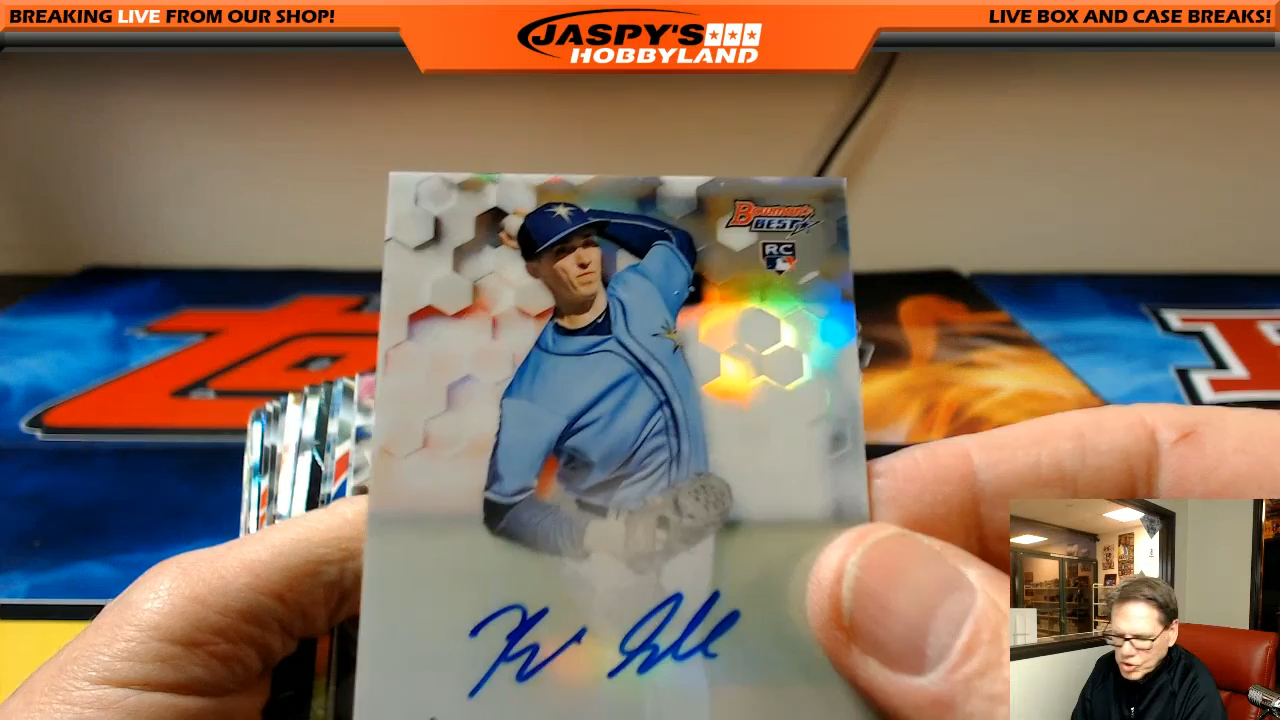 BREAKING LIVE FROM OUR SHOP!
JASPY'S
HOBBYLAND
LIVE BOX AND CASE BREAKS!
BOWMAN'S
BEST
RC